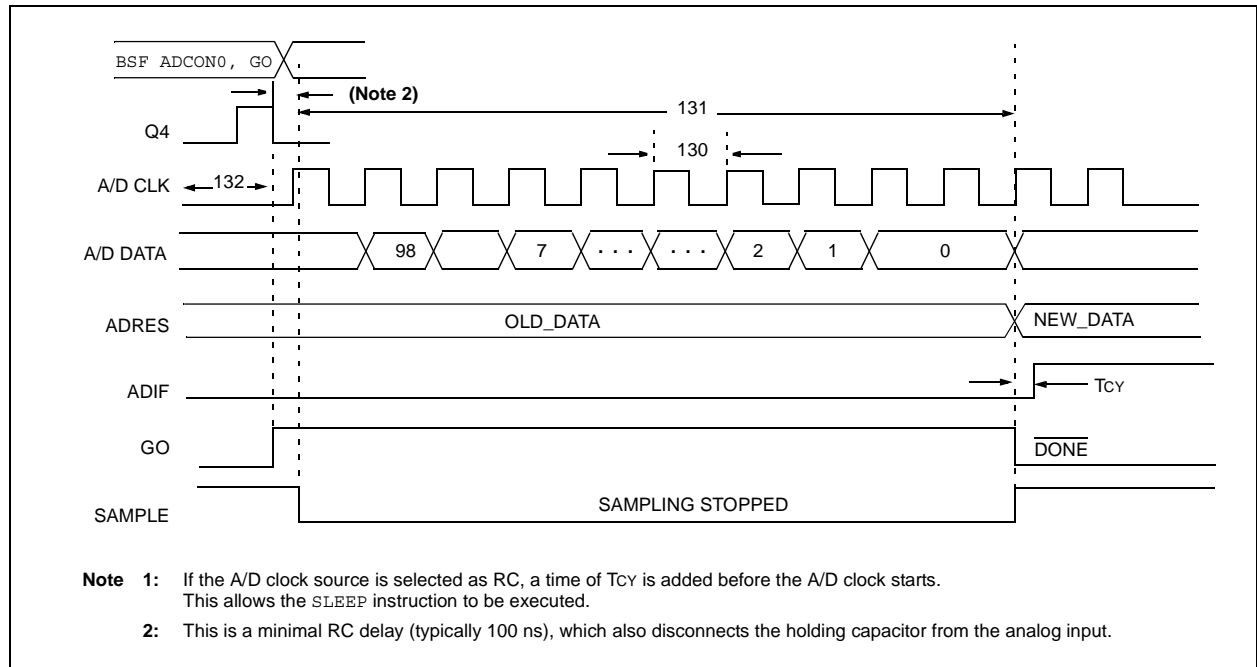 BSF ADCON0, GO
(Note 2)
131
Q4
130
A/D CLK
132
A/D DATA
98
7
. . .
. . .
2
1
0
ADRES
OLD_DATA
NEW_DATA
ADIF
TCY
GO
DONE
SAMPLE
SAMPLING STOPPED
Note 1: If the A/D clock source is selected as RC, a time of TCY is added before the A/D clock starts.
This allows the SLEEP instruction to be executed.
2: This is a minimal RC delay (typically 100 ns), which also disconnects the holding capacitor from the analog input.